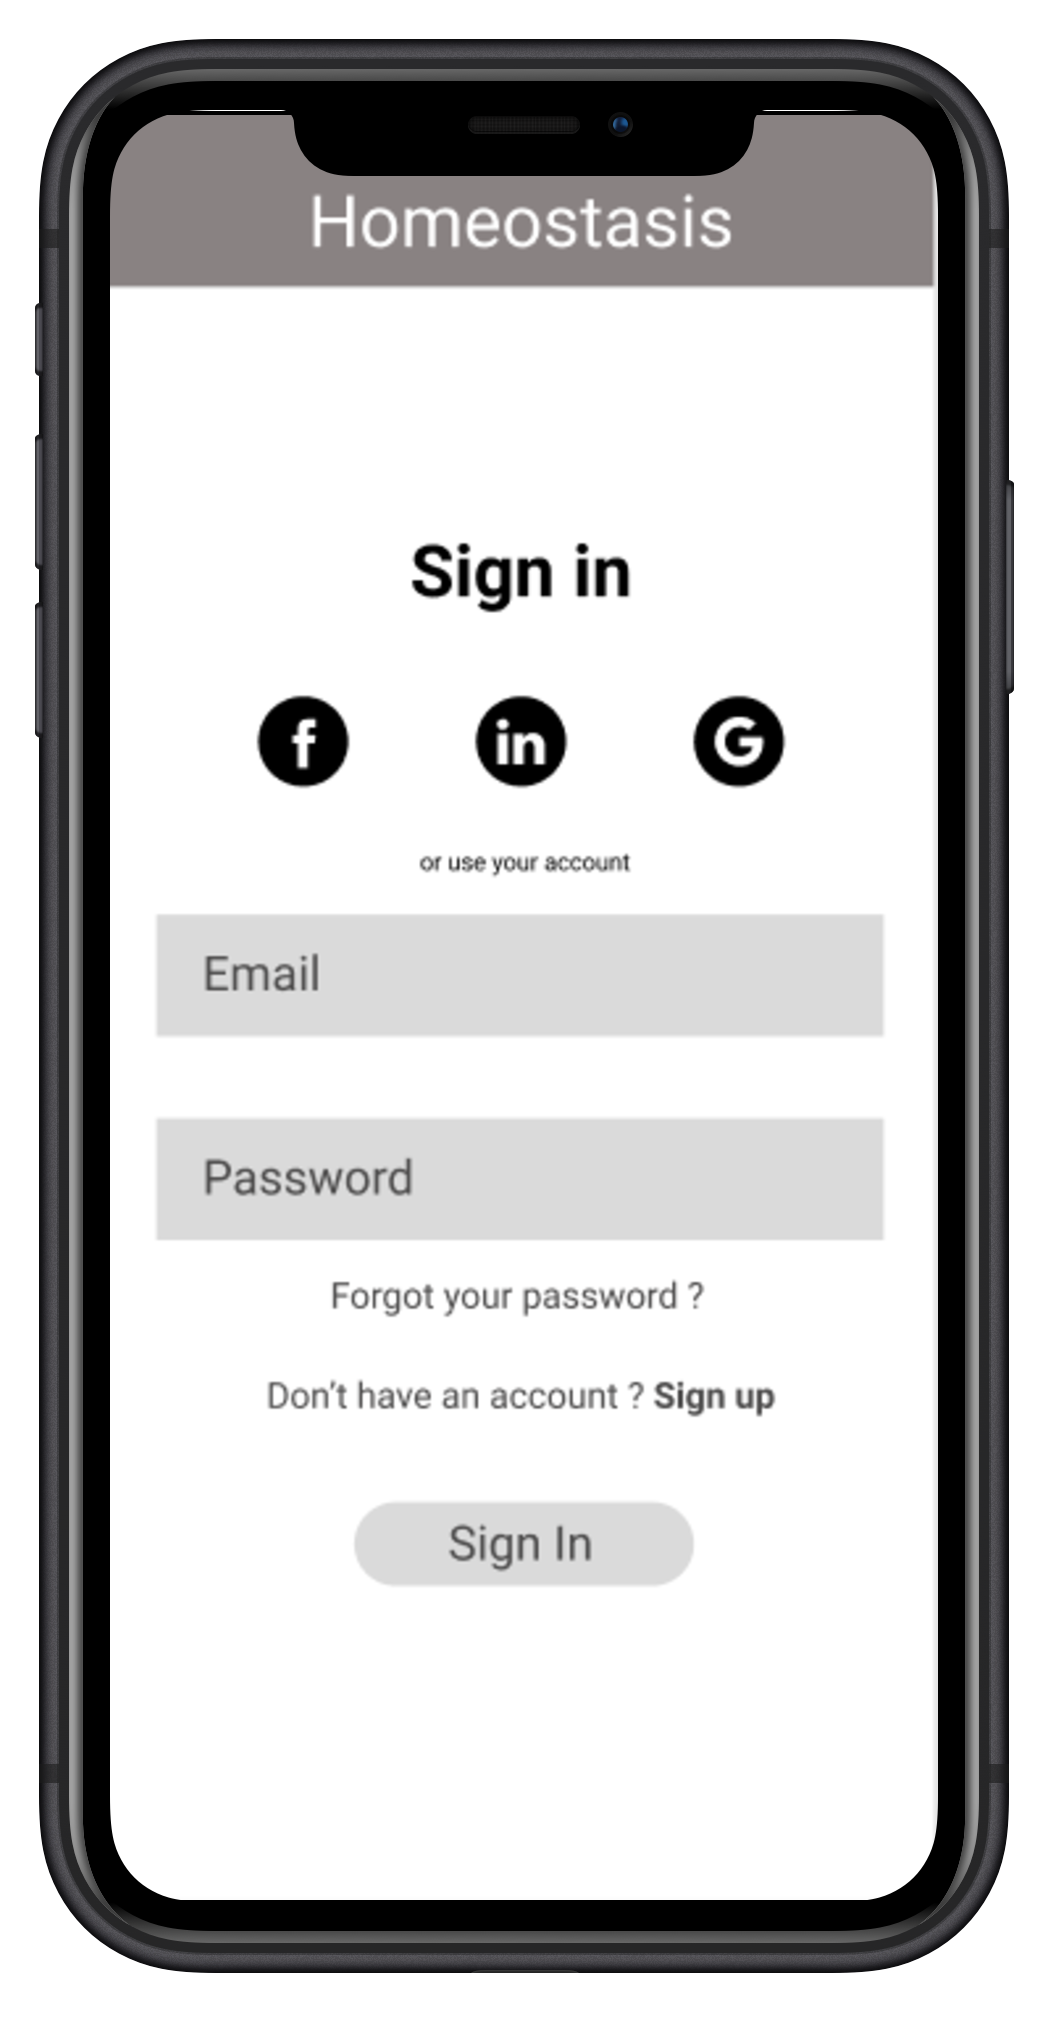 Homeostasis
Sign in
f in G
or use your account
Email
Password
Forgot your password ?
Don't have an account ? Sign up
Sign In